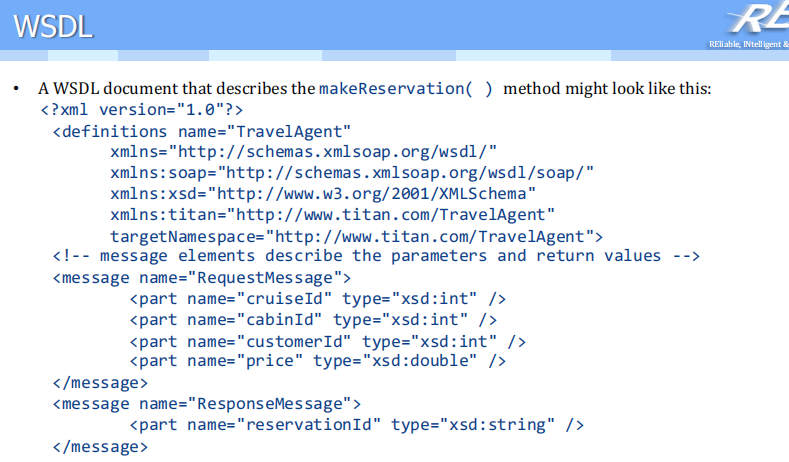 WSDL
RE
REliable, INtelligent &
• A WSDL document that describes the makeReservation( ) method might look like this:
<?xml version="1.0"?>
<definitions name="TravelAgent"
xmlns="http://schemas.xmlsoap.org/wsdl/"
xmlns:soap="http://schemas.xmlsoap.org/wsdl/soap/"
xmlns:xsd="http://www.w3.org/2001/XMLSchema"
xmlns:titan="http://www.titan.com/TravelAgent"
targetNamespace="http://www.titan.com/TravelAgent">
<!-- message elements describe the parameters and return values -->
<message name="RequestMessage">
<part name="cruiseId" type="xsd:int" />
<part name="cabinId" type="xsd:int" />
<part name="customerId" type="xsd:int" />
<part name="price" type="xsd:double" />
</message>
<message name="ResponseMessage">
<part name="reservationId" type="xsd:string" />
</message>